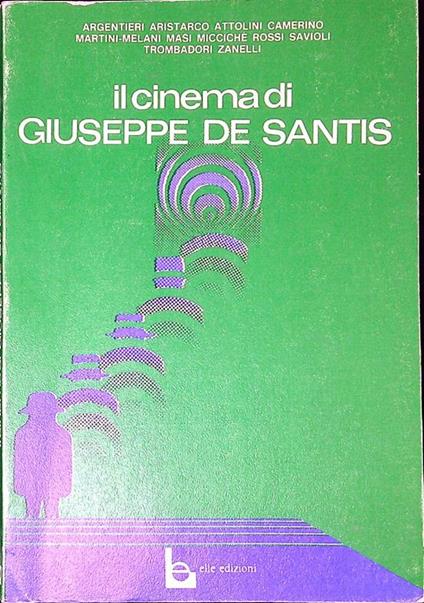 ARGENTIERI ARISTARCO ATTOLINI CAMERINO
MARTINI-MELANI MASI MICCICHÈ ROSSI SAVIOLI
TROMBADORI ZANELLI
il cinema di
GIUSEPPE DE SANTIS
elle edizioni